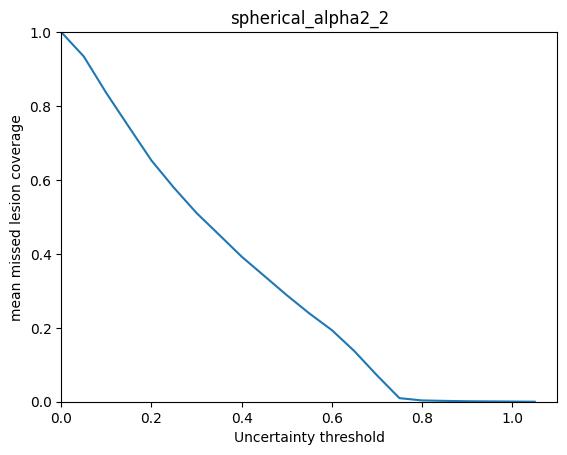 spherical_alpha2_2
1.0
0.8
0.6
0.4
0.2
0.0
mean missed lesion coverage
0.0 0.2 0.4 0.6 0.8 1.0
Uncertainty threshold